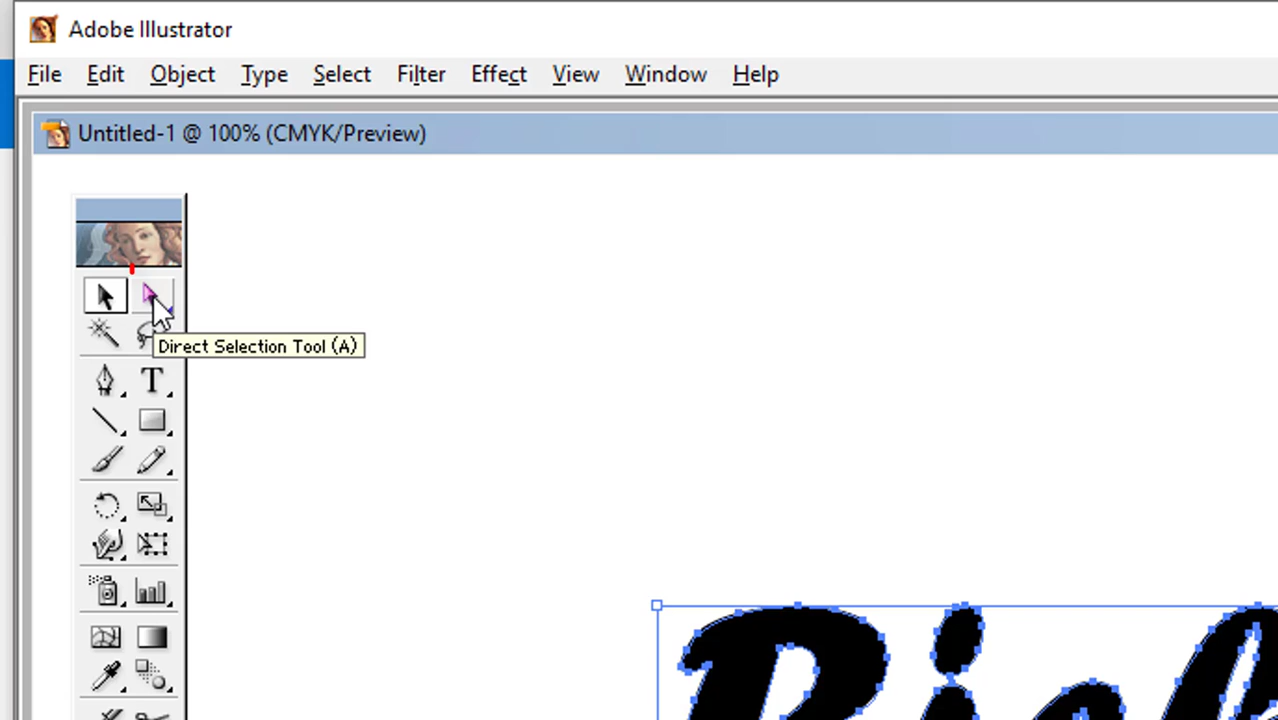 Adobe Illustrator
File Edit Object Type Select Filter Effect View Window Help
Untitled-1 @ 100% (CMYK/Preview)
Direct Selection Tool (A)
T